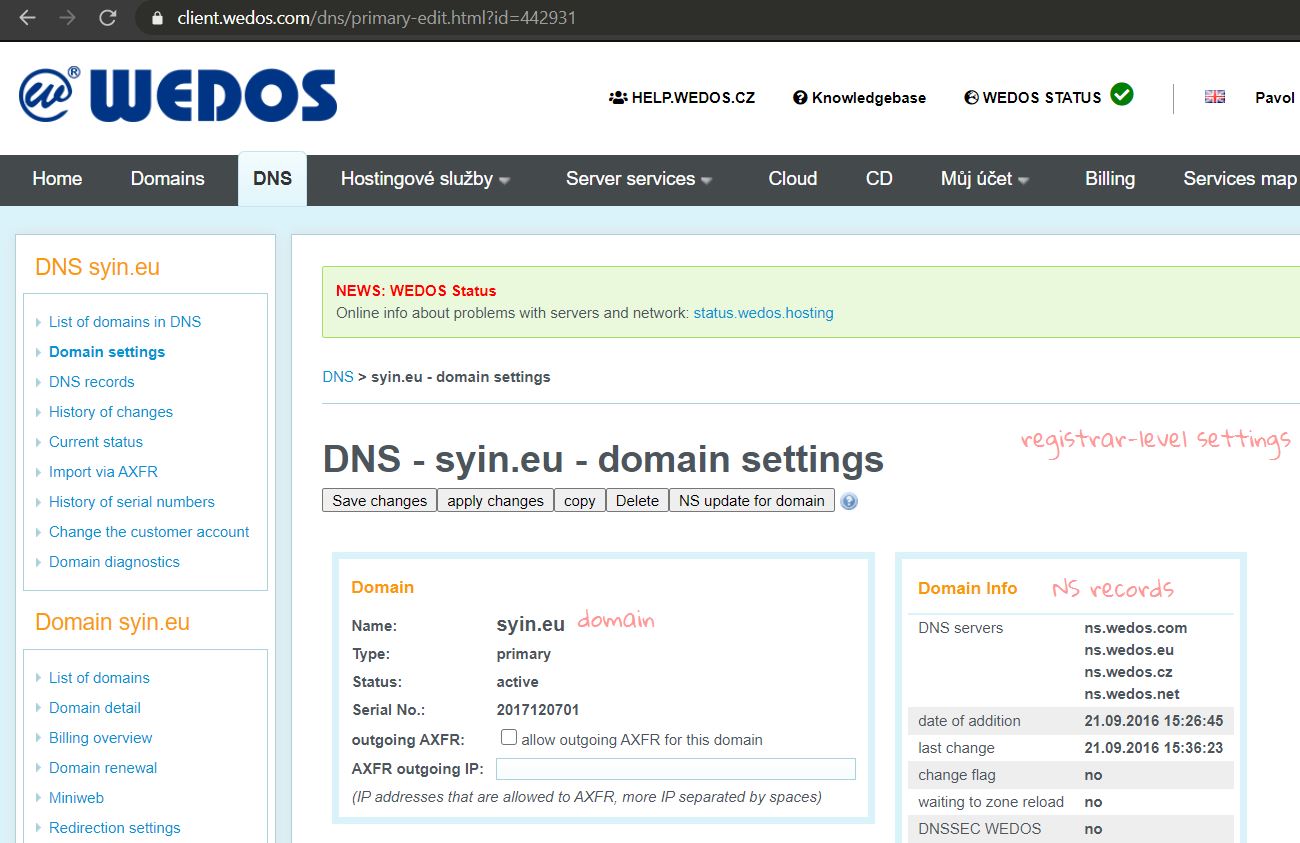 client.wedos.com/dns/primary-edit.html?id=442931
w ® WEDOS
HELP.WEDOS.CZ Knowledgebase WEDOS STATUS Pavol
Home Domains DNS Hostingové služby Server services Cloud CD Můj účet Billing Services map
DNS syin.eu
List of domains in DNS
Domain settings
DNS records
History of changes
Current status
Import via AXFR
History of serial numbers
Change the customer account
Domain diagnostics
Domain syin.eu
List of domains
Domain detail
Billing overview
Domain renewal
Miniweb
Redirection settings
NEWS: WEDOS Status
Online info about problems with servers and network: status.wedos.hosting
DNS > syin.eu - domain settings
registrar-level settings
DNS - syin.eu - domain settings
Save changes apply changes copy Delete NS update for domain ?
Domain
Name: syin.eu domain
Type: primary
Status: active
Serial No.: 2017120701
outgoing AXFR: allow outgoing AXFR for this domain
AXFR outgoing IP:
(IP addresses that are allowed to AXFR, more IP separated by spaces)
Domain Info NS records
DNS servers ns.wedos.com
ns.wedos.eu
ns.wedos.cz
ns.wedos.net
date of addition 21.09.2016 15:26:45
last change 21.09.2016 15:36:23
change flag no
waiting to zone reload no
DNSSEC WEDOS no